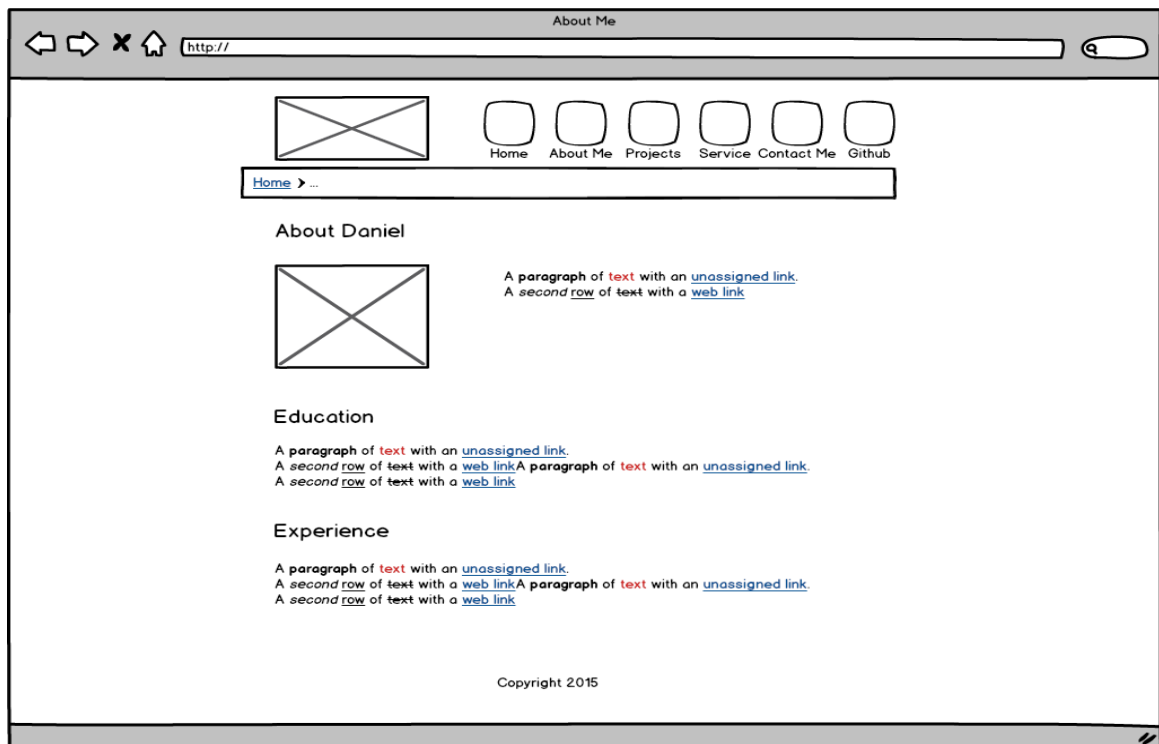 About Me
http://
Home About Me Projects Service Contact Me Github
Home > ...
About Daniel
A paragraph of text with an unassigned link.
A second row of text with a web link
Education
A paragraph of text with an unassigned link.
A second row of text with a web linkA paragraph of text with an unassigned link.
A second row of text with a web link
Experience
A paragraph of text with an unassigned link.
A second row of text with a web linkA paragraph of text with an unassigned link.
A second row of text with a web link
Copyright 2015